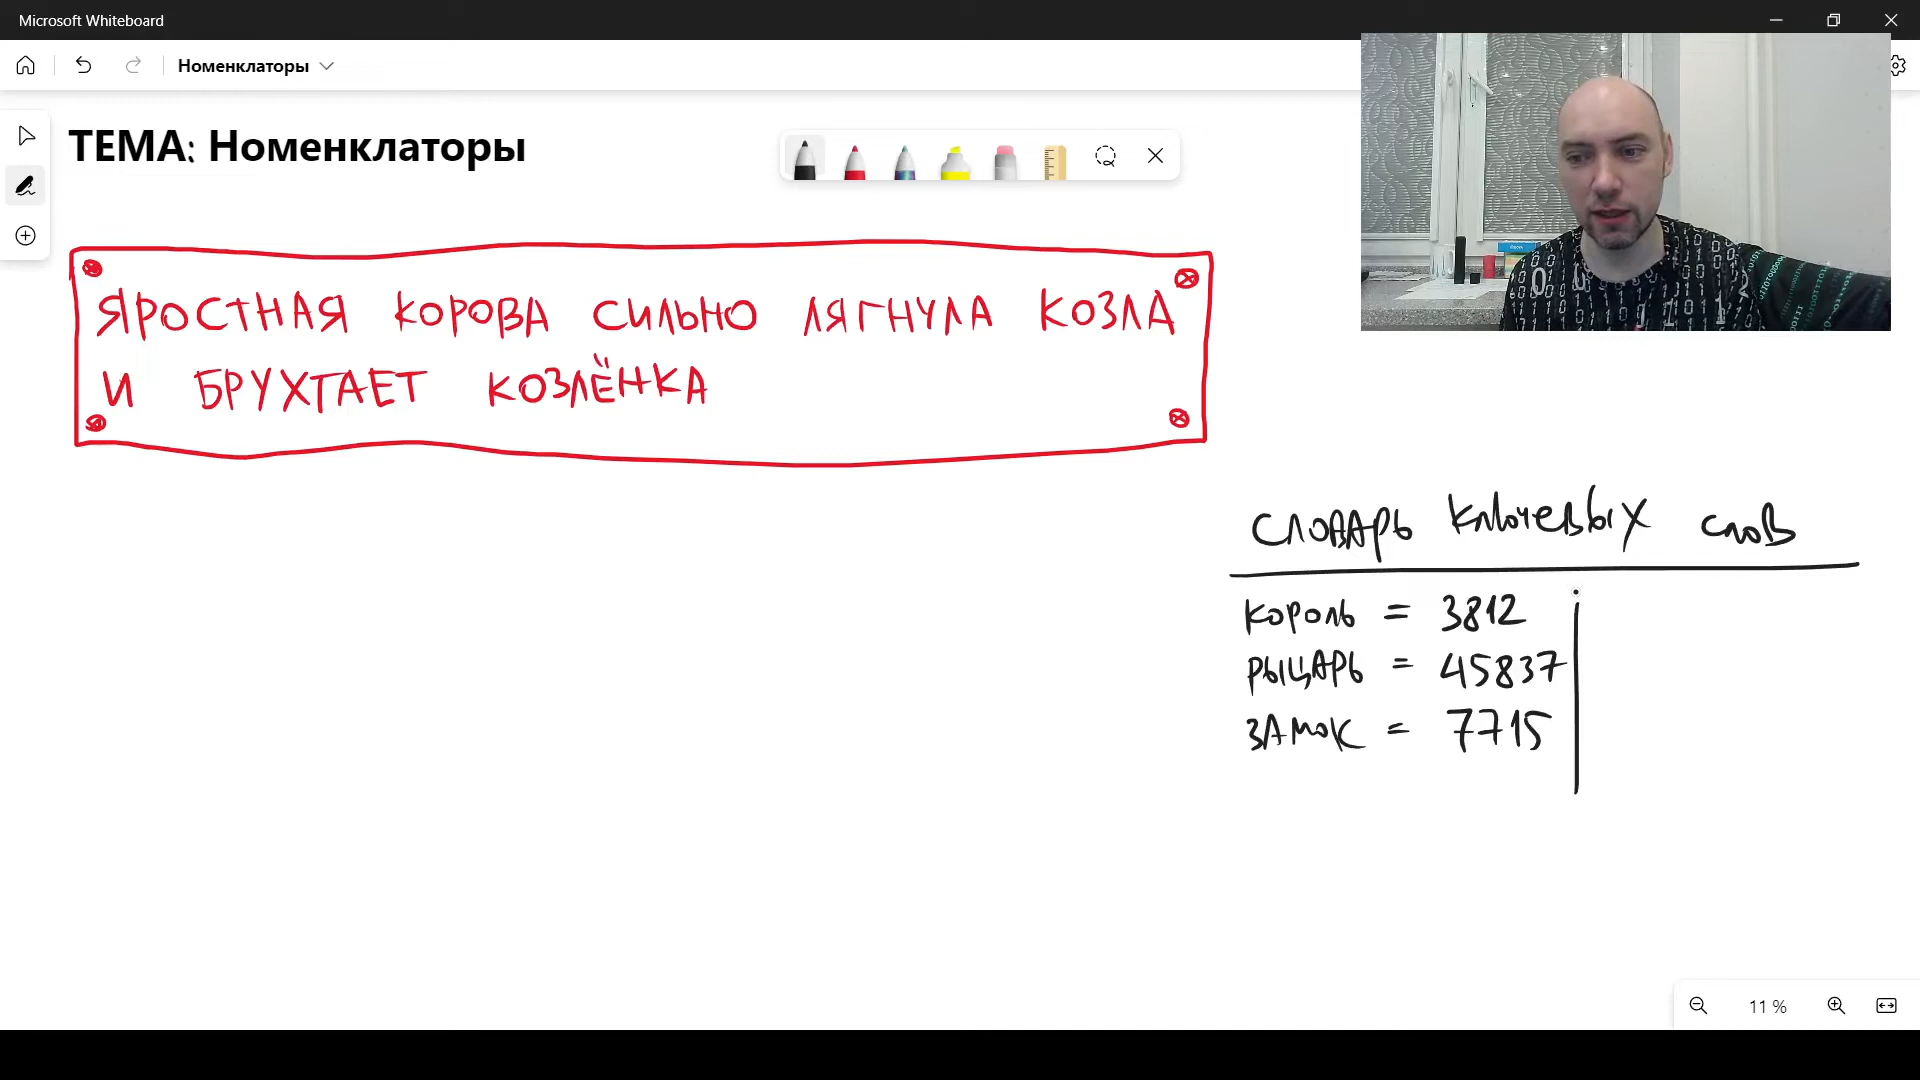 Microsoft Whiteboard
Номенклаторы
ТЕМА: Номенклаторы
ЯРОСТНАЯ КОРОВА СИЛЬНО ЛЯГНУЛА КОЗЛА
И БРУХТАЕТ КОЗЛЁНКА
СЛОВАРЬ КЛЮЧЕВЫХ СЛОВ
КОРОЛЬ = 3812
РЫЦАРЬ = 45837
ЗАМОК = 7715
11 %